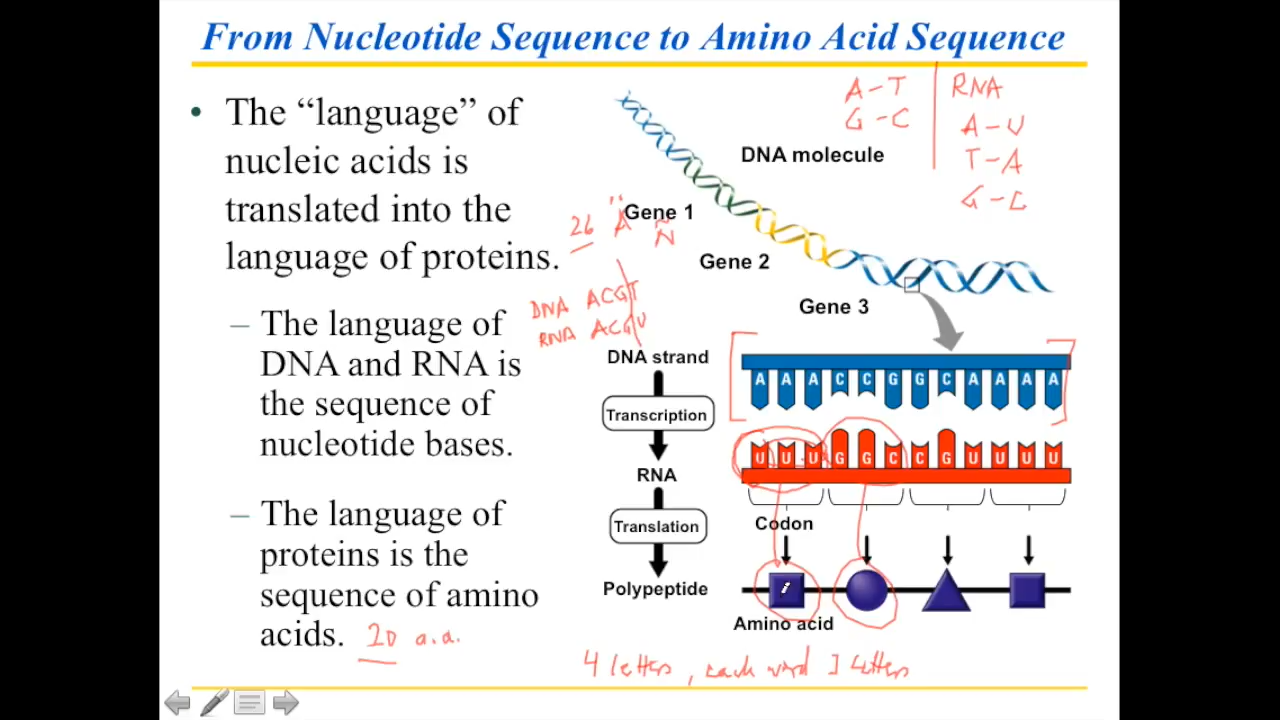 From Nucleotide Sequence to Amino Acid Sequence
• The “language” of
nucleic acids is
translated into the
language of proteins.
– The language of
DNA and RNA is
the sequence of
nucleotide bases.
– The language of
proteins is the
sequence of amino
acids. 20 a.a.
A-T
G-C
RNA
A-U
T-A
G-C
DNA molecule
26 Ä Ñ
Gene 1
Gene 2
Gene 3
DNA ACGT
RNA ACGU
DNA strand
Transcription
RNA
Translation
Polypeptide
A A A C C G G C A A A A
U U U G G C C G U U U U
Codon
Amino acid
4 letters, each word 3 letters